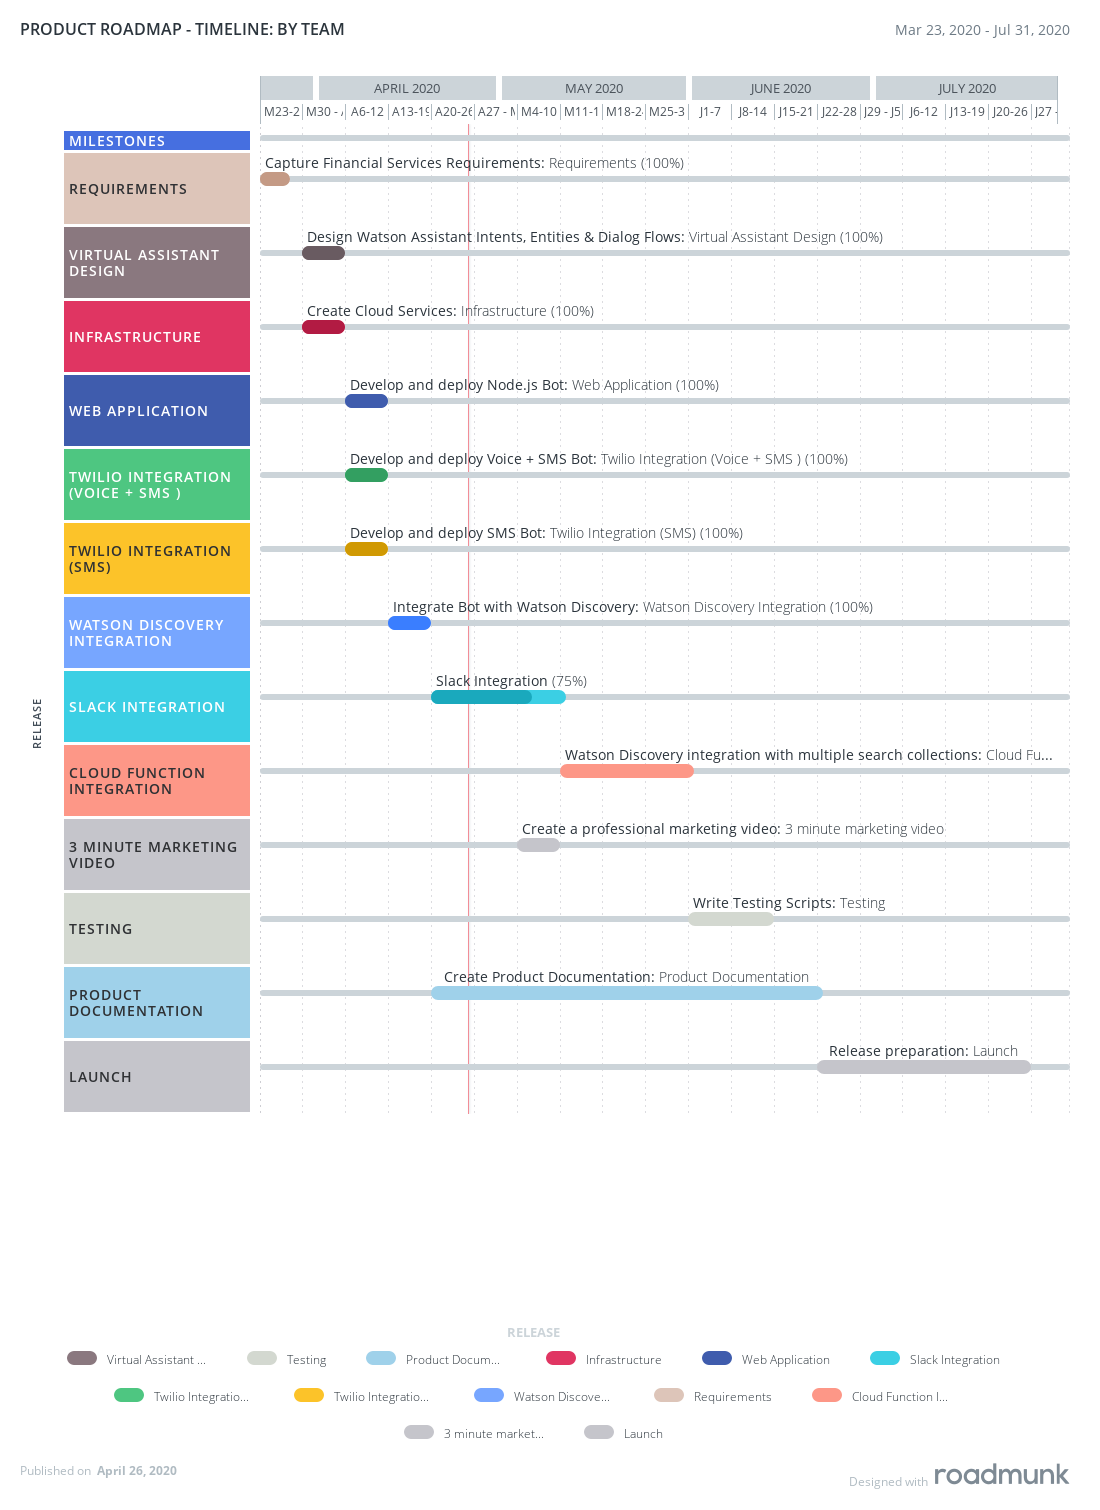 PRODUCT ROADMAP - TIMELINE: BY TEAM
Mar 23, 2020 - Jul 31, 2020
APRIL 2020 MAY 2020 JUNE 2020 JULY 2020
M23-2 M30 - A6-12 A13-19 A20-26 A27 - M4-10 M11-1 M18-2 M25-3 J1-7 J8-14 J15-21 J22-28 J29 - J5 J6-12 J13-19 J20-26 J27 -
MILESTONES
Capture Financial Services Requirements: Requirements (100%)
REQUIREMENTS
Design Watson Assistant Intents, Entities & Dialog Flows: Virtual Assistant Design (100%)
VIRTUAL ASSISTANT
DESIGN
Create Cloud Services: Infrastructure (100%)
INFRASTRUCTURE
Develop and deploy Node.js Bot: Web Application (100%)
WEB APPLICATION
Develop and deploy Voice + SMS Bot: Twilio Integration (Voice + SMS ) (100%)
TWILIO INTEGRATION
(VOICE + SMS )
Develop and deploy SMS Bot: Twilio Integration (SMS) (100%)
TWILIO INTEGRATION
(SMS)
Integrate Bot with Watson Discovery: Watson Discovery Integration (100%)
WATSON DISCOVERY
INTEGRATION
Slack Integration (75%)
SLACK INTEGRATION
RELEASE
Watson Discovery integration with multiple search collections: Cloud Fu...
CLOUD FUNCTION
INTEGRATION
Create a professional marketing video: 3 minute marketing video
3 MINUTE MARKETING
VIDEO
Write Testing Scripts: Testing
TESTING
Create Product Documentation: Product Documentation
PRODUCT
DOCUMENTATION
Release preparation: Launch
LAUNCH
RELEASE
Virtual Assistant ... Testing Product Docum... Infrastructure Web Application Slack Integration
Twilio Integratio... Twilio Integratio... Watson Discove... Requirements Cloud Function I...
3 minute market... Launch
Published on April 26, 2020
Designed with roadmunk